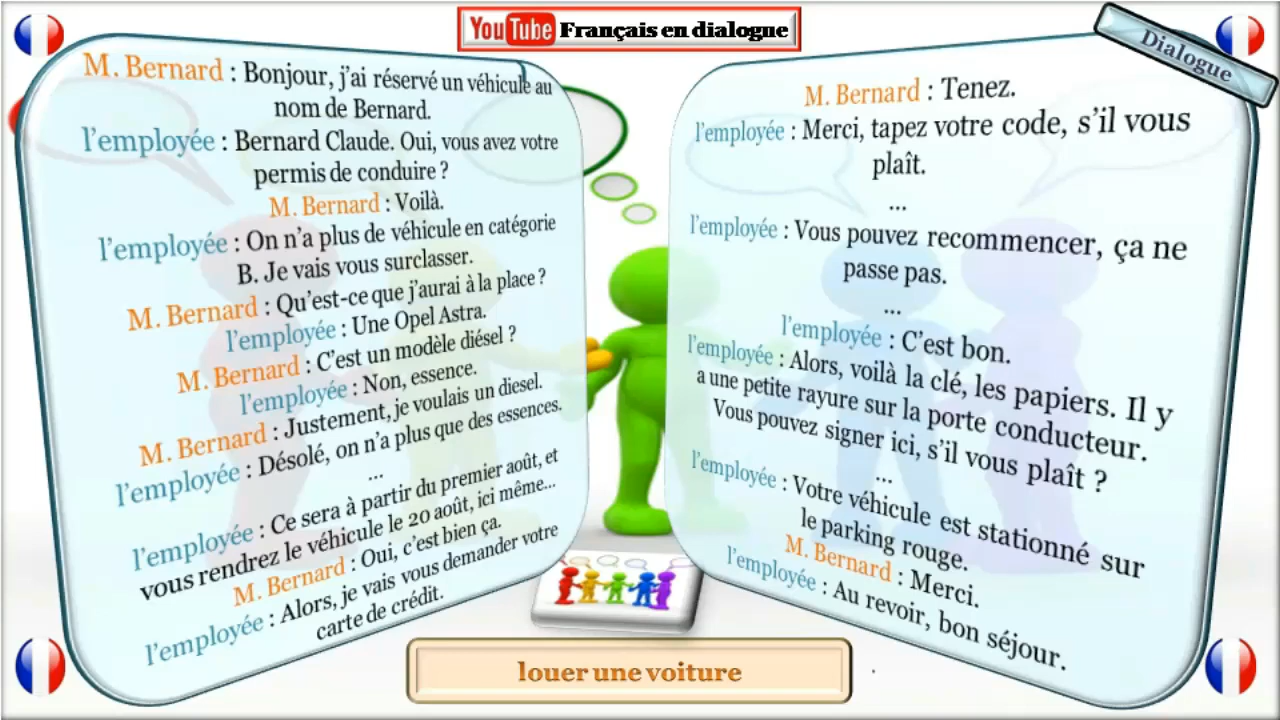 YouTube Français en dialogue
Dialogue
M. Bernard : Bonjour, j'ai réservé un véhicule au
nom de Bernard.
l'employée : Bernard Claude. Oui, vous avez votre
permis de conduire ?
M. Bernard : Voilà.
l'employée : On n'a plus de véhicule en catégorie
B. Je vais vous surclasser.
M. Bernard : Qu'est-ce que j'aurai à la place ?
l'employée : Une Opel Astra.
M. Bernard : C'est un modèle diésel ?
l'employée : Non, essence.
M. Bernard : Justement, je voulais un diesel.
l'employée : Désolé, on n'a plus que des essences.
...
l'employée : Ce sera à partir du premier août, et
vous rendrez le véhicule le 20 août, ici même...
M. Bernard : Oui, c'est bien ça.
l'employée : Alors, je vais vous demander votre
carte de crédit.
M. Bernard : Tenez.
l'employée : Merci, tapez votre code, s'il vous
plaît.
...
l'employée : Vous pouvez recommencer, ça ne
passe pas.
...
l'employée : C'est bon.
l'employée : Alors, voilà la clé, les papiers. Il y
a une petite rayure sur la porte conducteur.
Vous pouvez signer ici, s'il vous plaît ?
...
l'employée : Votre véhicule est stationné sur
le parking rouge.
M. Bernard : Merci.
l'employée : Au revoir, bon séjour.
louer une voiture